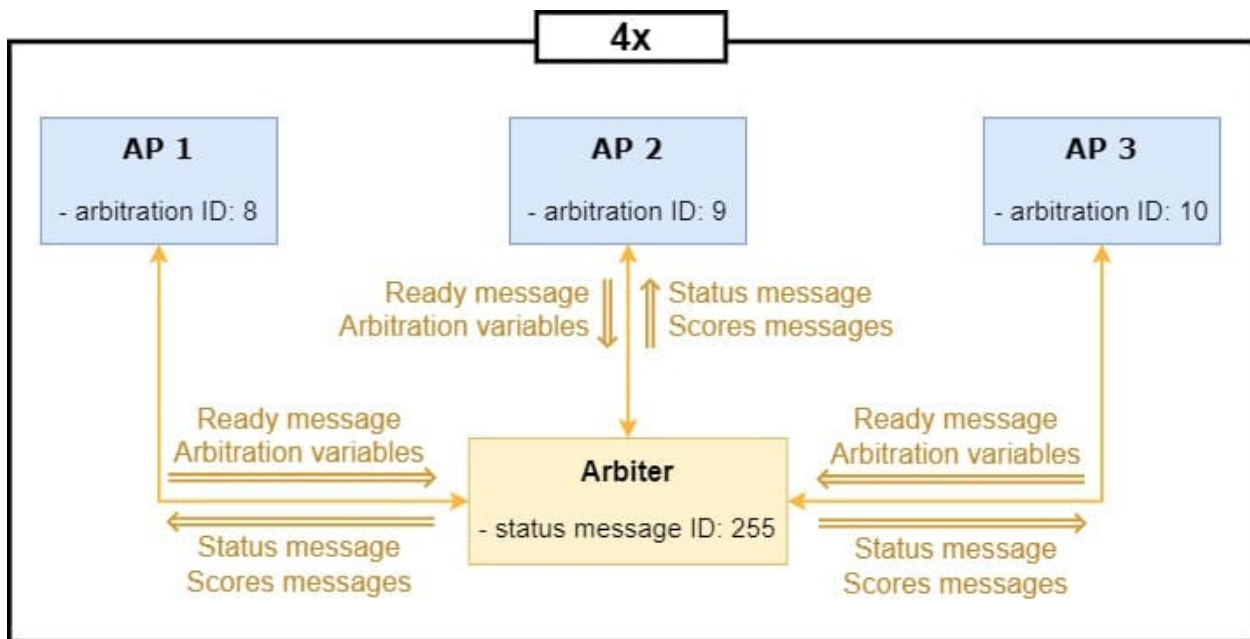 4x
AP 1
- arbitration ID: 8
AP 2
- arbitration ID: 9
AP 3
- arbitration ID: 10
Ready message
Arbitration variables
Status message
Scores messages
Ready message
Arbitration variables
Status message
Scores messages
Arbiter
- status message ID: 255
Ready message
Arbitration variables
Status message
Scores messages